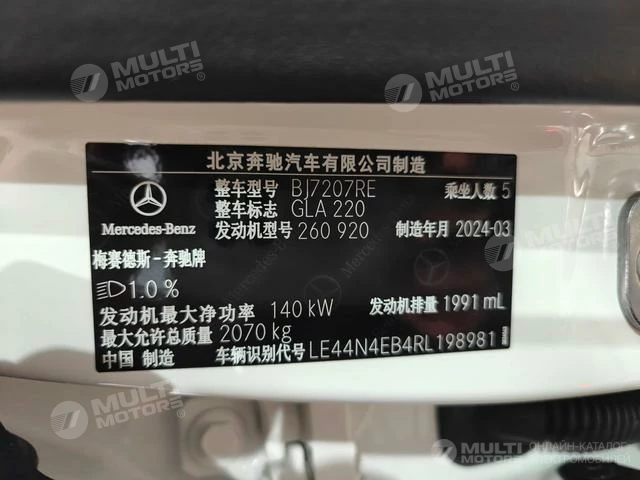 MULTI MOTORS®
MULTI MOTORS®
北京奔驰汽车有限公司制造
整车型号 BJ7207RE 乘坐人数 5
整车标志 GLA 220
发动机型号 260 920 制造年月 2024-03
Mercedes-Benz
梅赛德斯-奔驰牌
1.0 %
发动机最大净功率 140 kW 发动机排量 1991 mL
最大允许总质量 2070 kg
中国 制造 车辆识别代号 LE44N4EB4RL198981
MULTI MOTORS®
MULTI
ОНЛАЙН-КАТАЛОГ
АВТОМОБИЛЕЙ